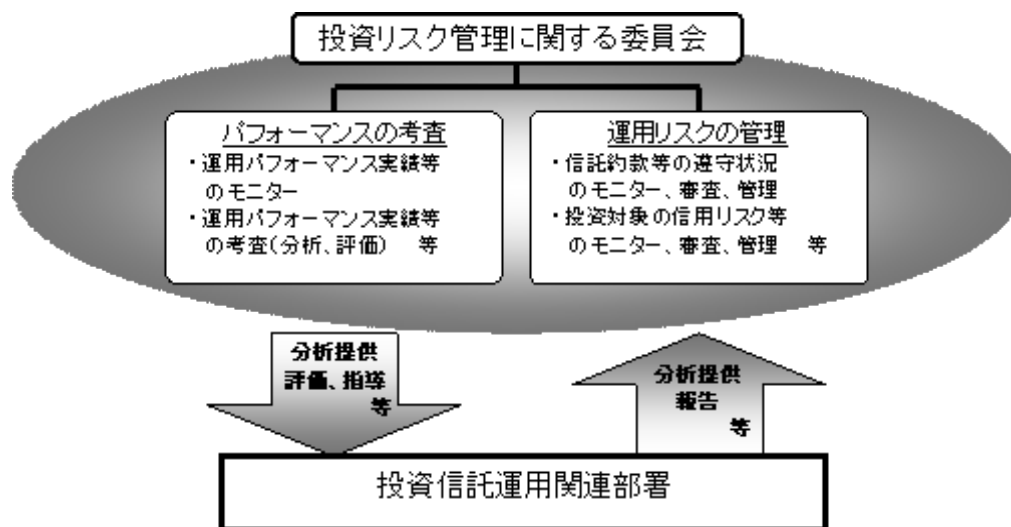 投資リスク管理に関する委員会
パフォーマンスの考査
・運用パフォーマンス実績等
のモニター
・運用パフォーマンス実績等
の考査(分析、評価) 等
運用リスクの管理
・信託約款等の遵守状況
のモニター、審査、管理
・投資対象の信用リスク等
のモニター、審査、管理 等
分析提供
評価、指導
等
分析提供
報告
等
投資信託運用関連部署